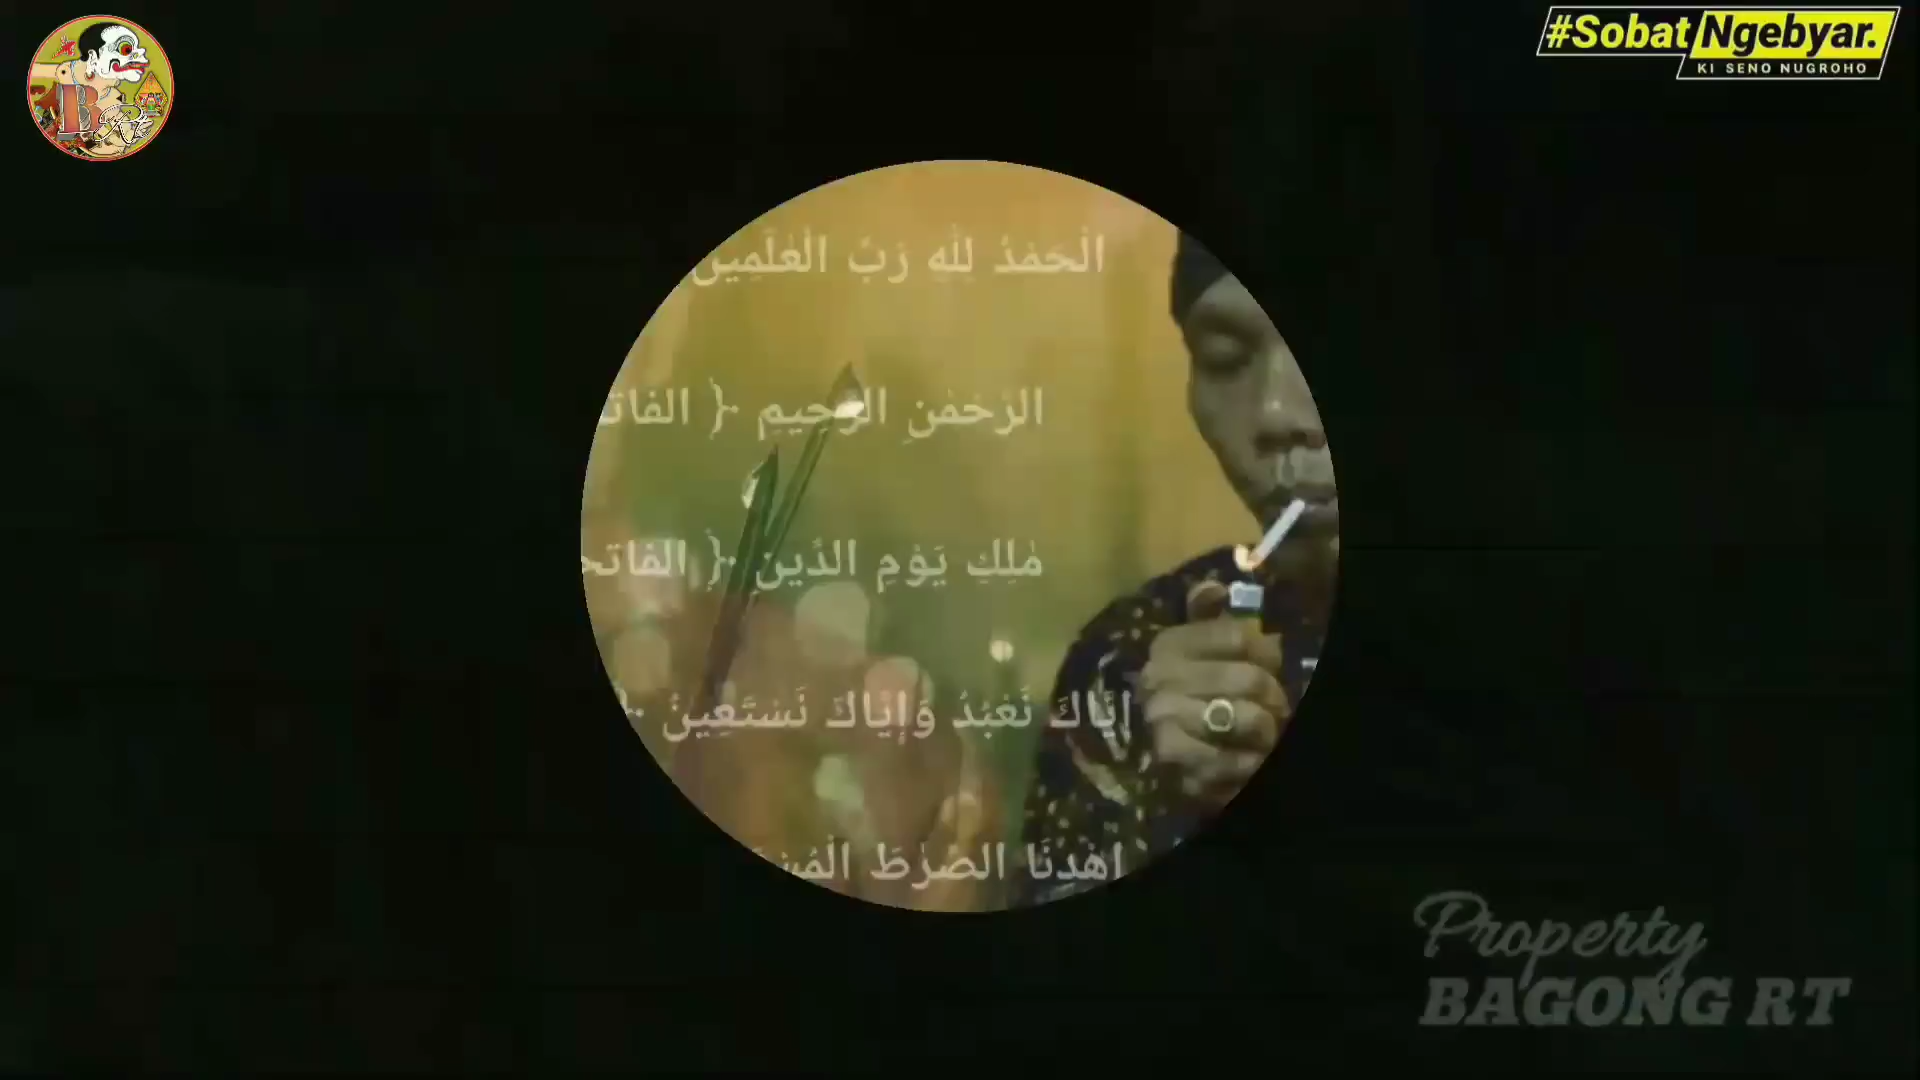 #SobatNgebyar.
KI SENO NUGROHO
الْحَمْدُ لِلَّهِ رَبِّ الْعٰلَمِينَ
الرَّحْمٰنِ الرَّحِيمِ ﴿
مٰلِكِ يَوْمِ الدِّينِ ﴿
إِيَّاكَ نَعْبُدُ وَإِيَّاكَ نَسْتَعِينُ ﴿
اهْدِنَا الصِّرٰطَ
Property
BAGONG RT